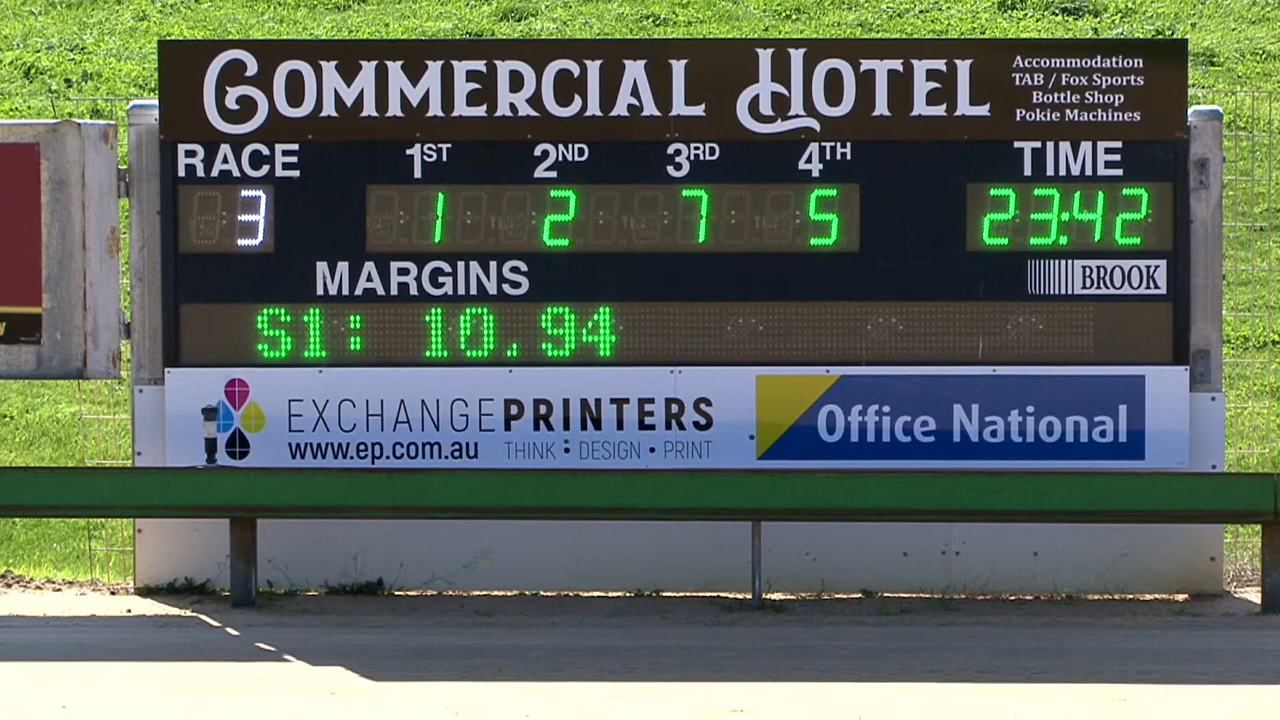 COMMERCIAL HOTEL
Accommodation
TAB / Fox Sports
Bottle Shop
Pokie Machines
RACE 1ST 2ND 3RD 4TH TIME
3 1 2 7 5 23:42
MARGINS
BROOK
S1: 10.94
EXCHANGEPRINTERS
www.ep.com.au THINK : DESIGN • PRINT
Office National
y